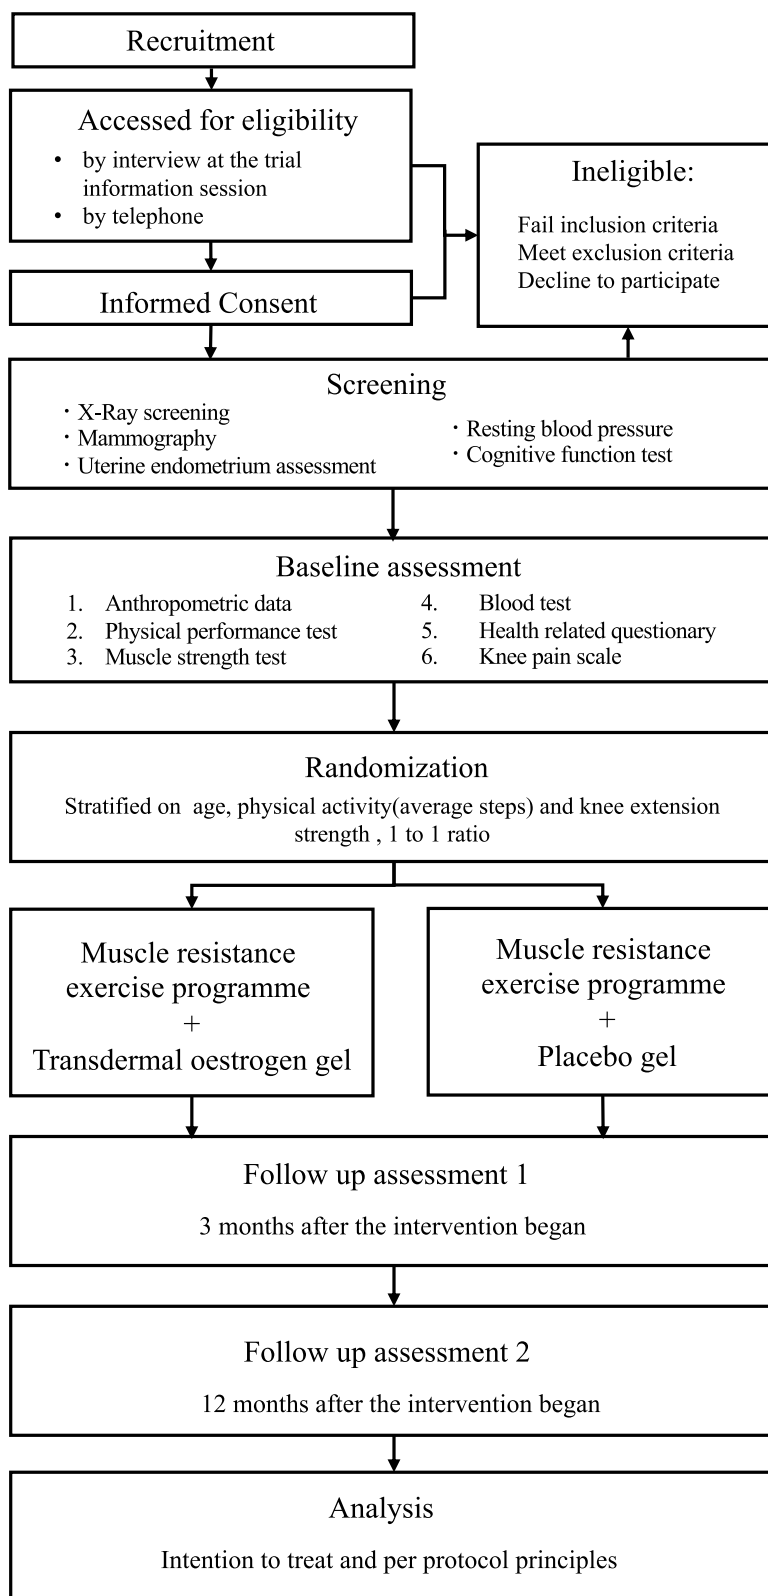 Recruitment
Accessed for eligibility
• by interview at the trial
information session
• by telephone
Ineligible:
Fail inclusion criteria
Meet exclusion criteria
Decline to participate
Informed Consent
Screening
・X-Ray screening
・Mammography
・Uterine endometrium assessment
・Resting blood pressure
・Cognitive function test
Baseline assessment
1. Anthropometric data
2. Physical performance test
3. Muscle strength test
4. Blood test
5. Health related questionary
6. Knee pain scale
Randomization
Stratified on age, physical activity(average steps) and knee extension
strength , 1 to 1 ratio
Muscle resistance
exercise programme
+
Transdermal oestrogen gel
Muscle resistance
exercise programme
+
Placebo gel
Follow up assessment 1
3 months after the intervention began
Follow up assessment 2
12 months after the intervention began
Analysis
Intention to treat and per protocol principles